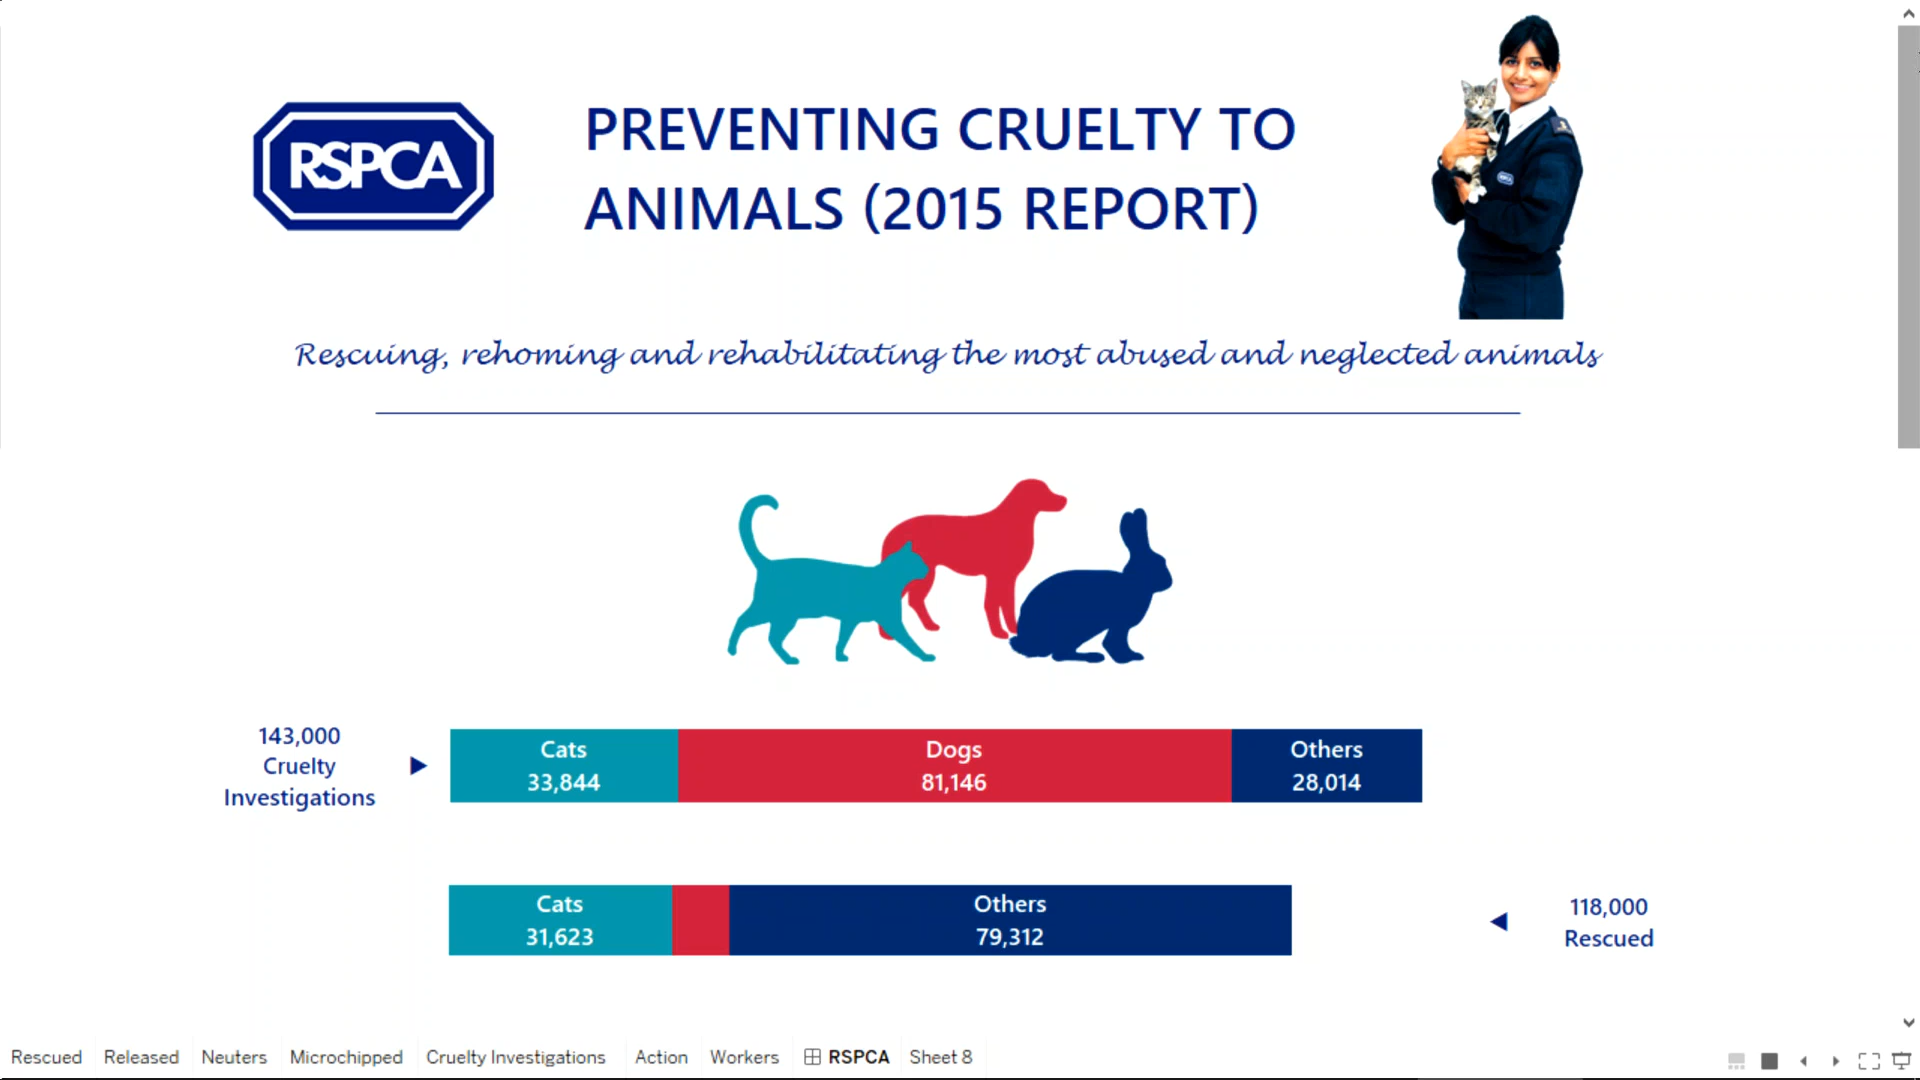 RSPCA
PREVENTING CRUELTY TO
ANIMALS (2015 REPORT)
Rescuing, rehoming and rehabilitating the most abused and neglected animals
143,000
Cruelty
Investigations
Cats
33,844
Dogs
81,146
Others
28,014
Cats
31,623
Others
79,312
118,000
Rescued
Rescued Released Neuters Microchipped Cruelty Investigations Action Workers RSPCA Sheet 8